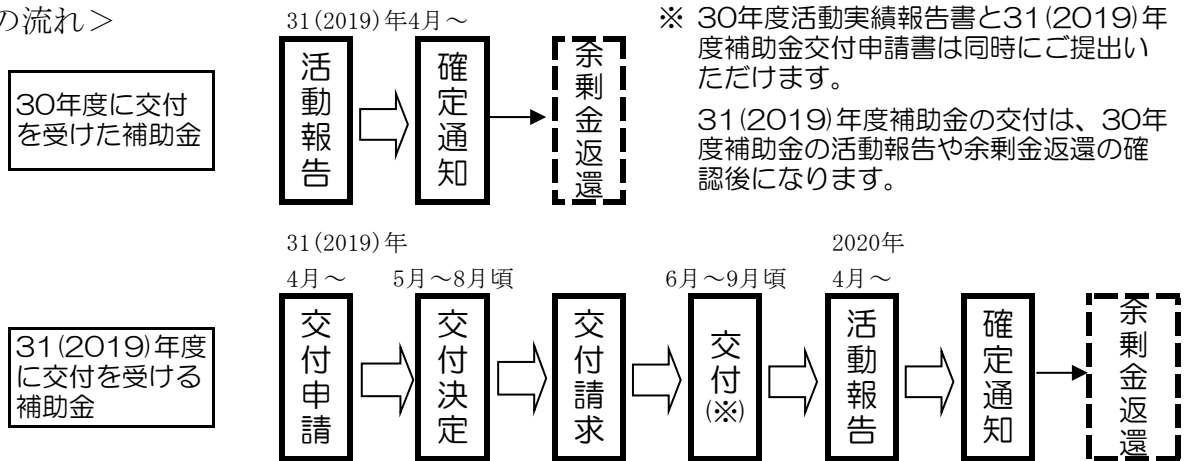 の流れ＞
31(2019)年4月～
30年度に交付
を受けた補助金
活動報告
確定通知
余剰金返還
※ 30年度活動実績報告書と31(2019)年
度補助金交付申請書は同時にご提出い
ただけます。
31(2019)年度補助金の交付は、30年
度補助金の活動報告や余剰金返還の確
認後になります。
31(2019)年
4月～
5月～8月頃
6月～9月頃
2020年
4月～
31(2019)年度
に交付を受ける
補助金
交付申請
交付決定
交付請求
交付
(※)
活動報告
確定通知
余剰金返還